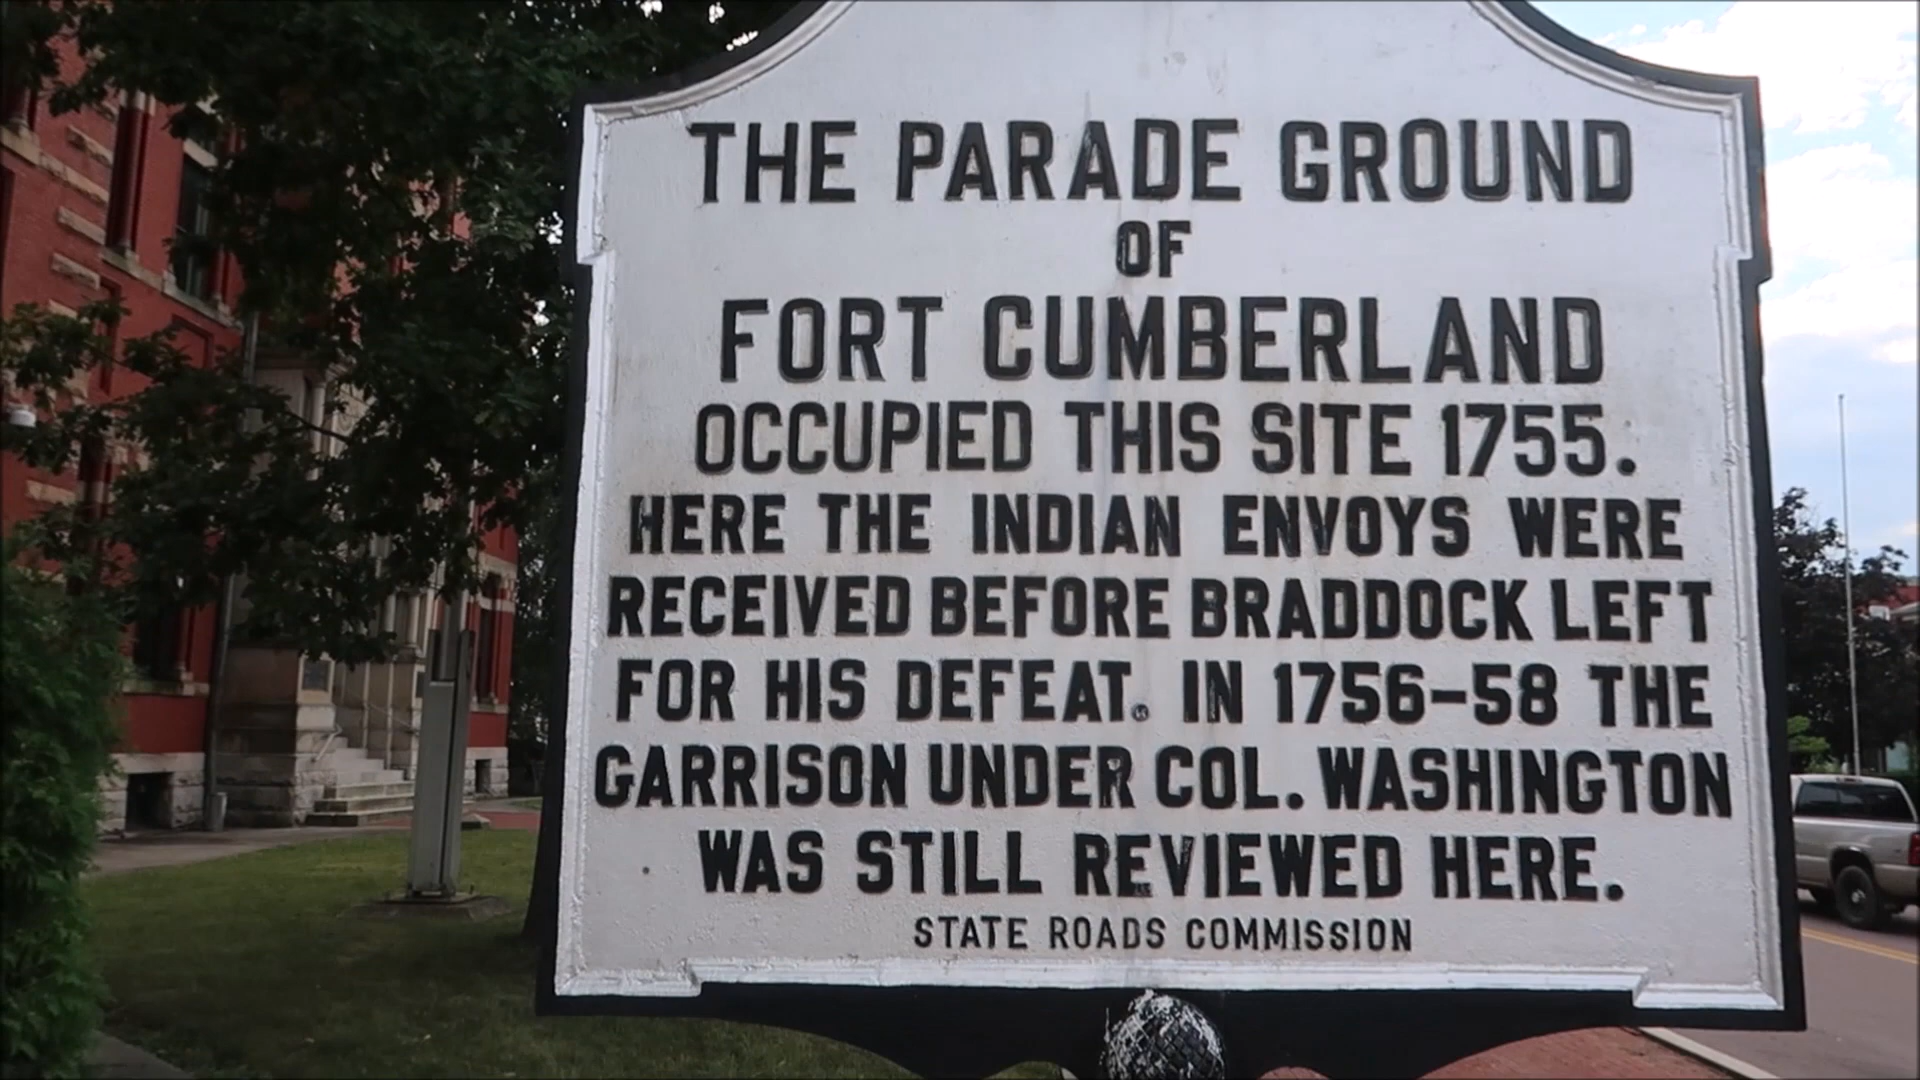 THE PARADE GROUND
OF
FORT CUMBERLAND
OCCUPIED THIS SITE 1755.
HERE THE INDIAN ENVOYS WERE
RECEIVED BEFORE BRADDOCK LEFT
FOR HIS DEFEAT. IN 1756-58 THE
GARRISON UNDER COL. WASHINGTON
WAS STILL REVIEWED HERE.
STATE ROADS COMMISSION